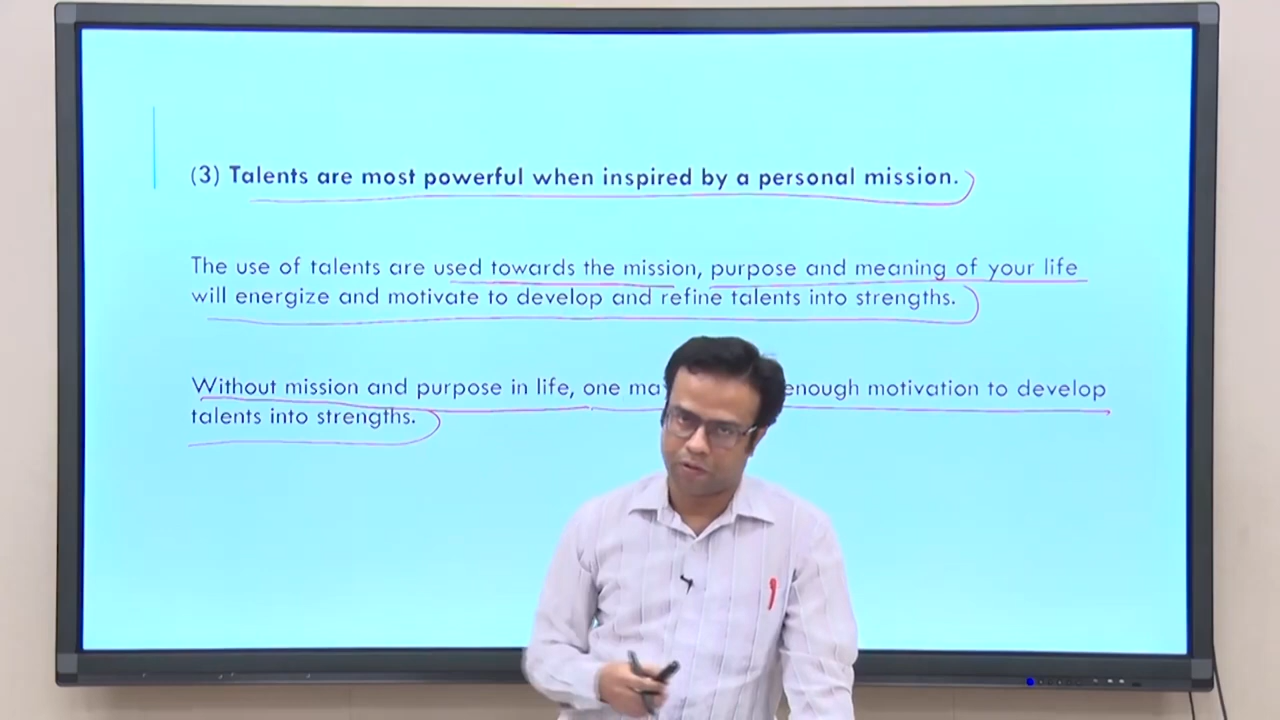 (3) Talents are most powerful when inspired by a personal mission.
The use of talents are used towards the mission, purpose and meaning of your life
will energize and motivate to develop and refine talents into strengths.
Without mission and purpose in life, one enough motivation to develop
talents into strengths.